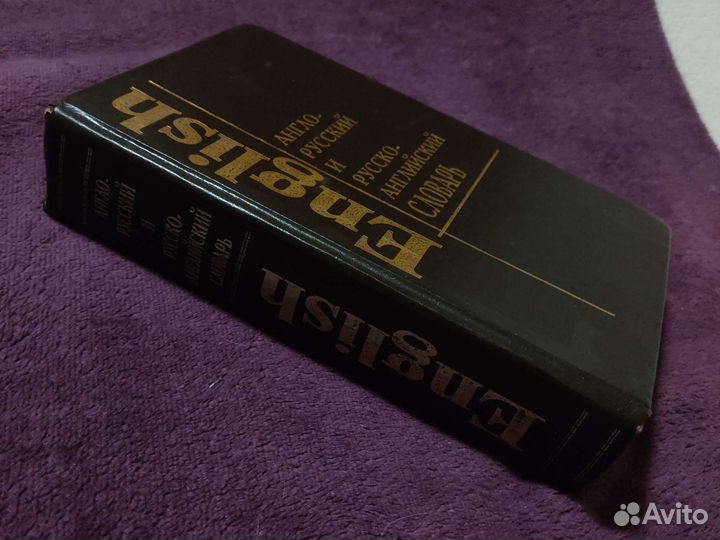 English
АНГЛО-
РУССКИЙ
И
РУССКО-
АНГЛИЙСКИЙ
СЛОВАРЬ
АНГЛО-
РУССКИЙ
И
РУССКО-
АНГЛИЙСКИЙ
СЛОВАРЬ
English
Avito